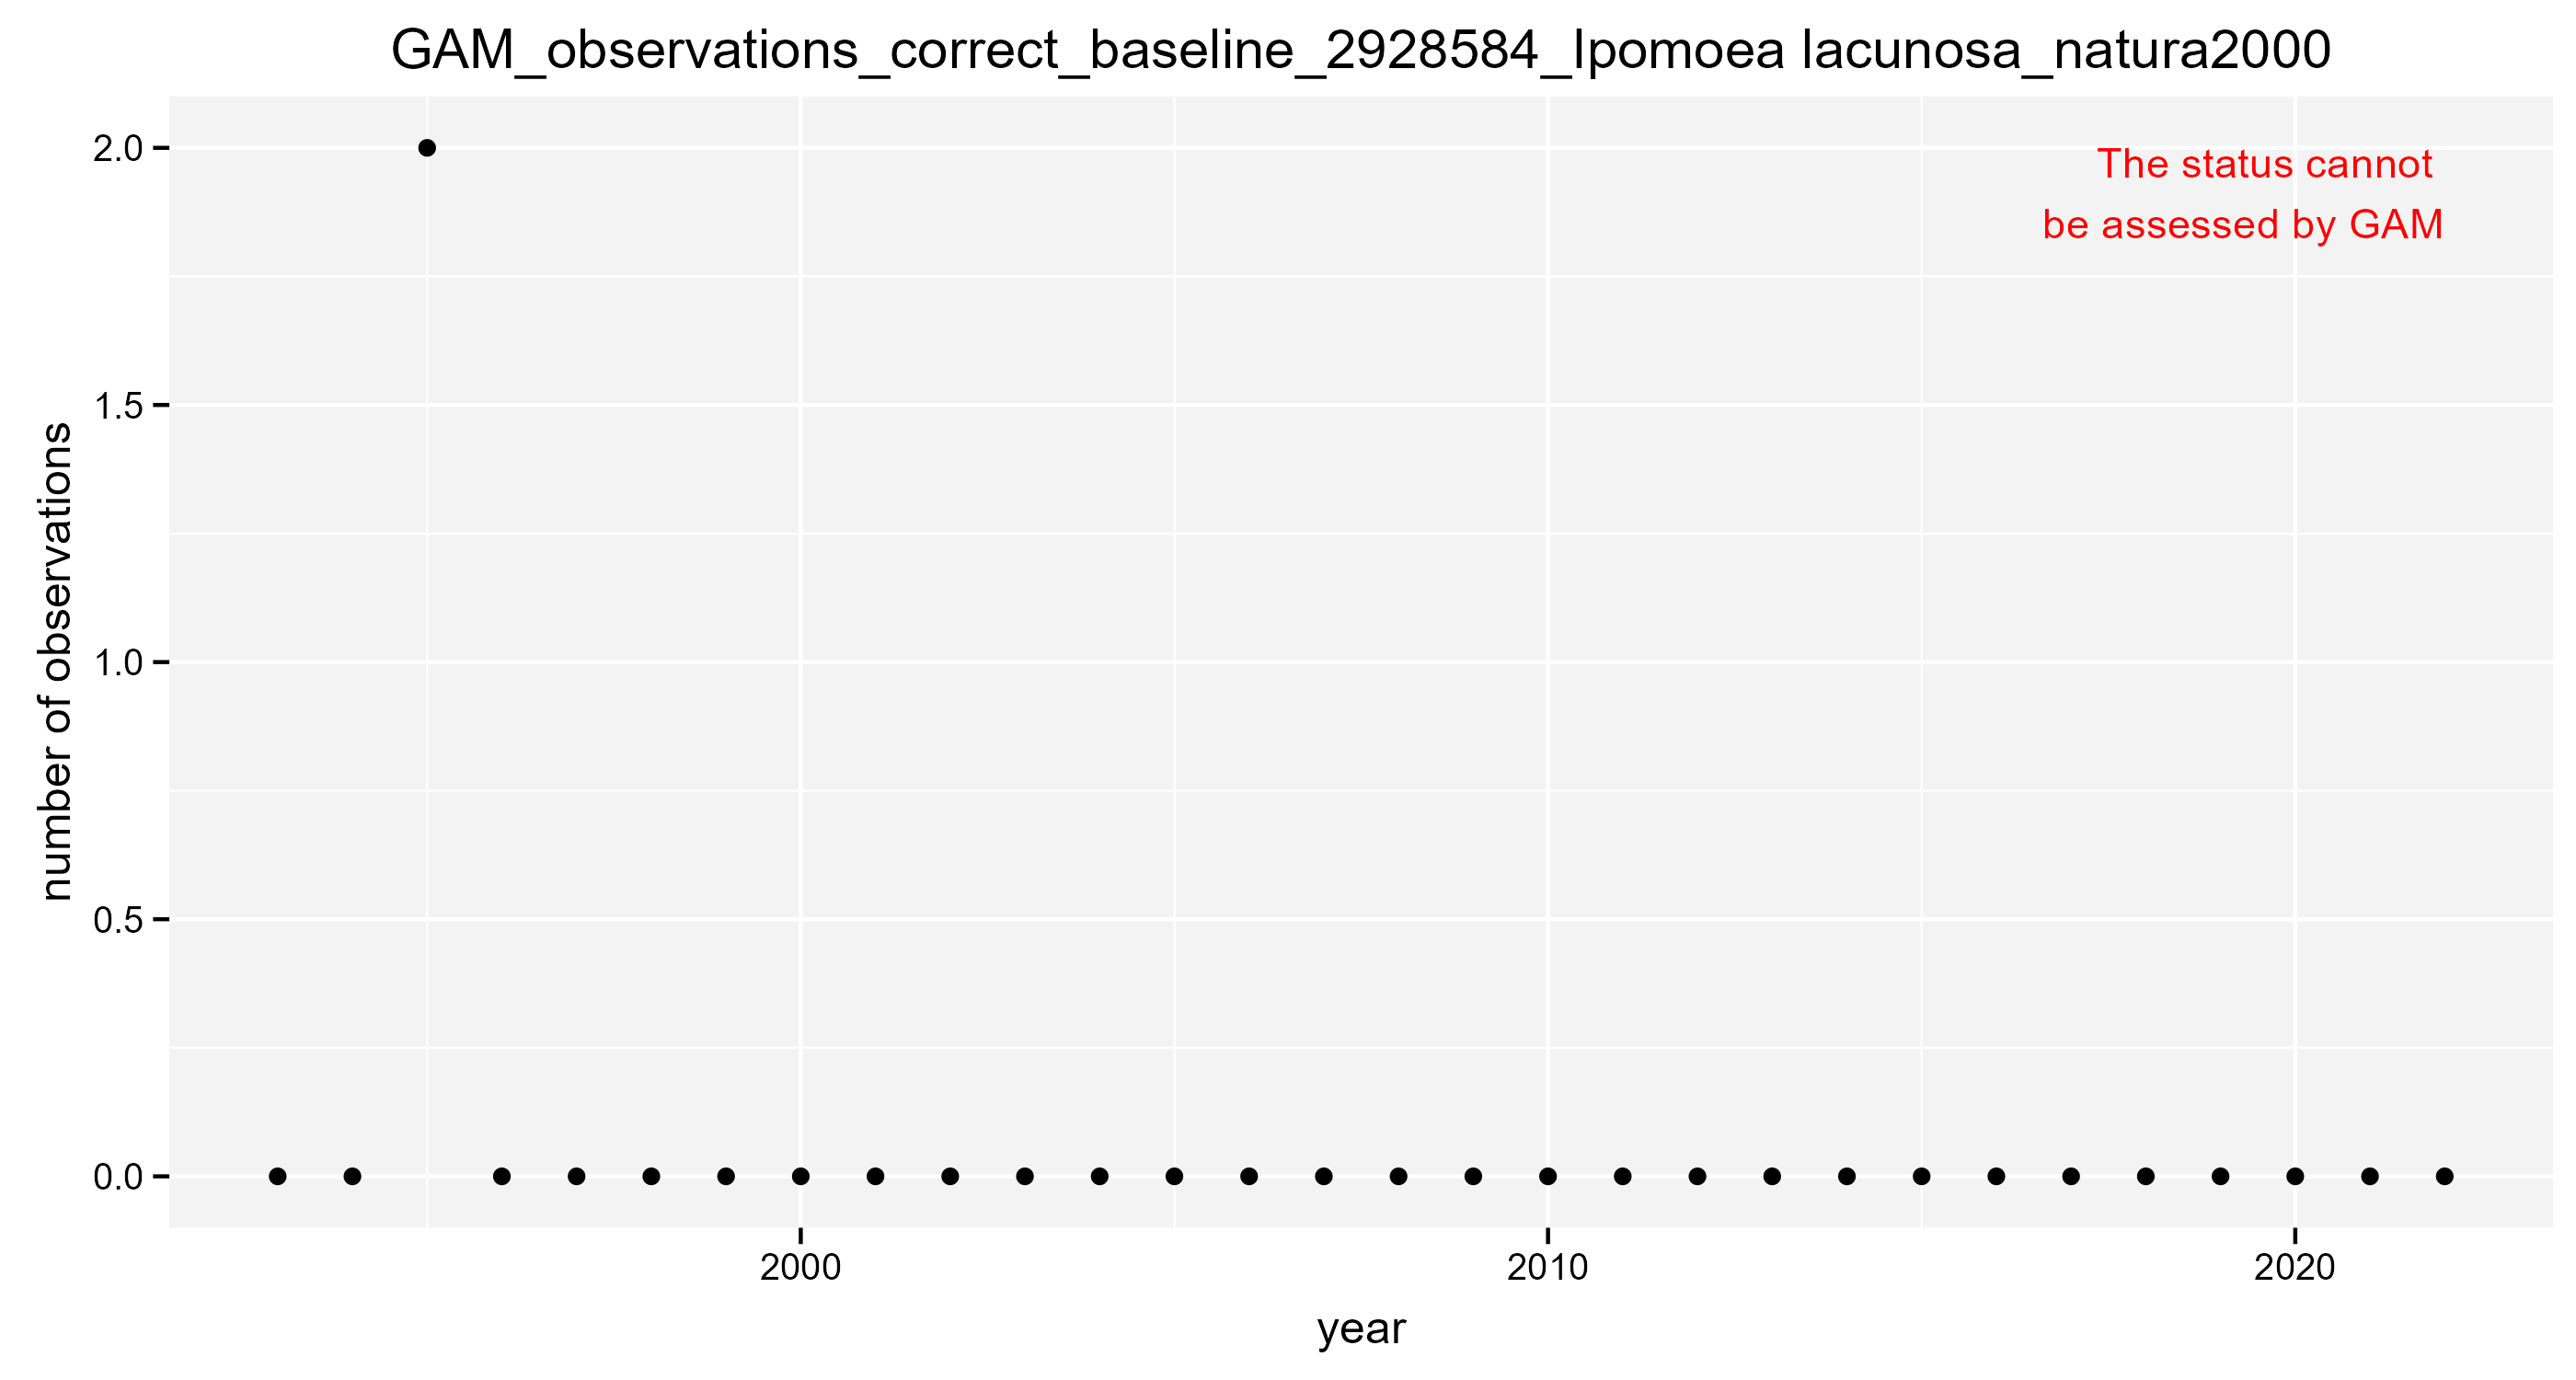 GAM_observations_correct_baseline_2928584_Ipomoea lacunosa_natura2000
The status cannot
be assessed by GAM
number of observations
2.0
1.5
1.0
0.5
0.0
2000
2010
2020
year